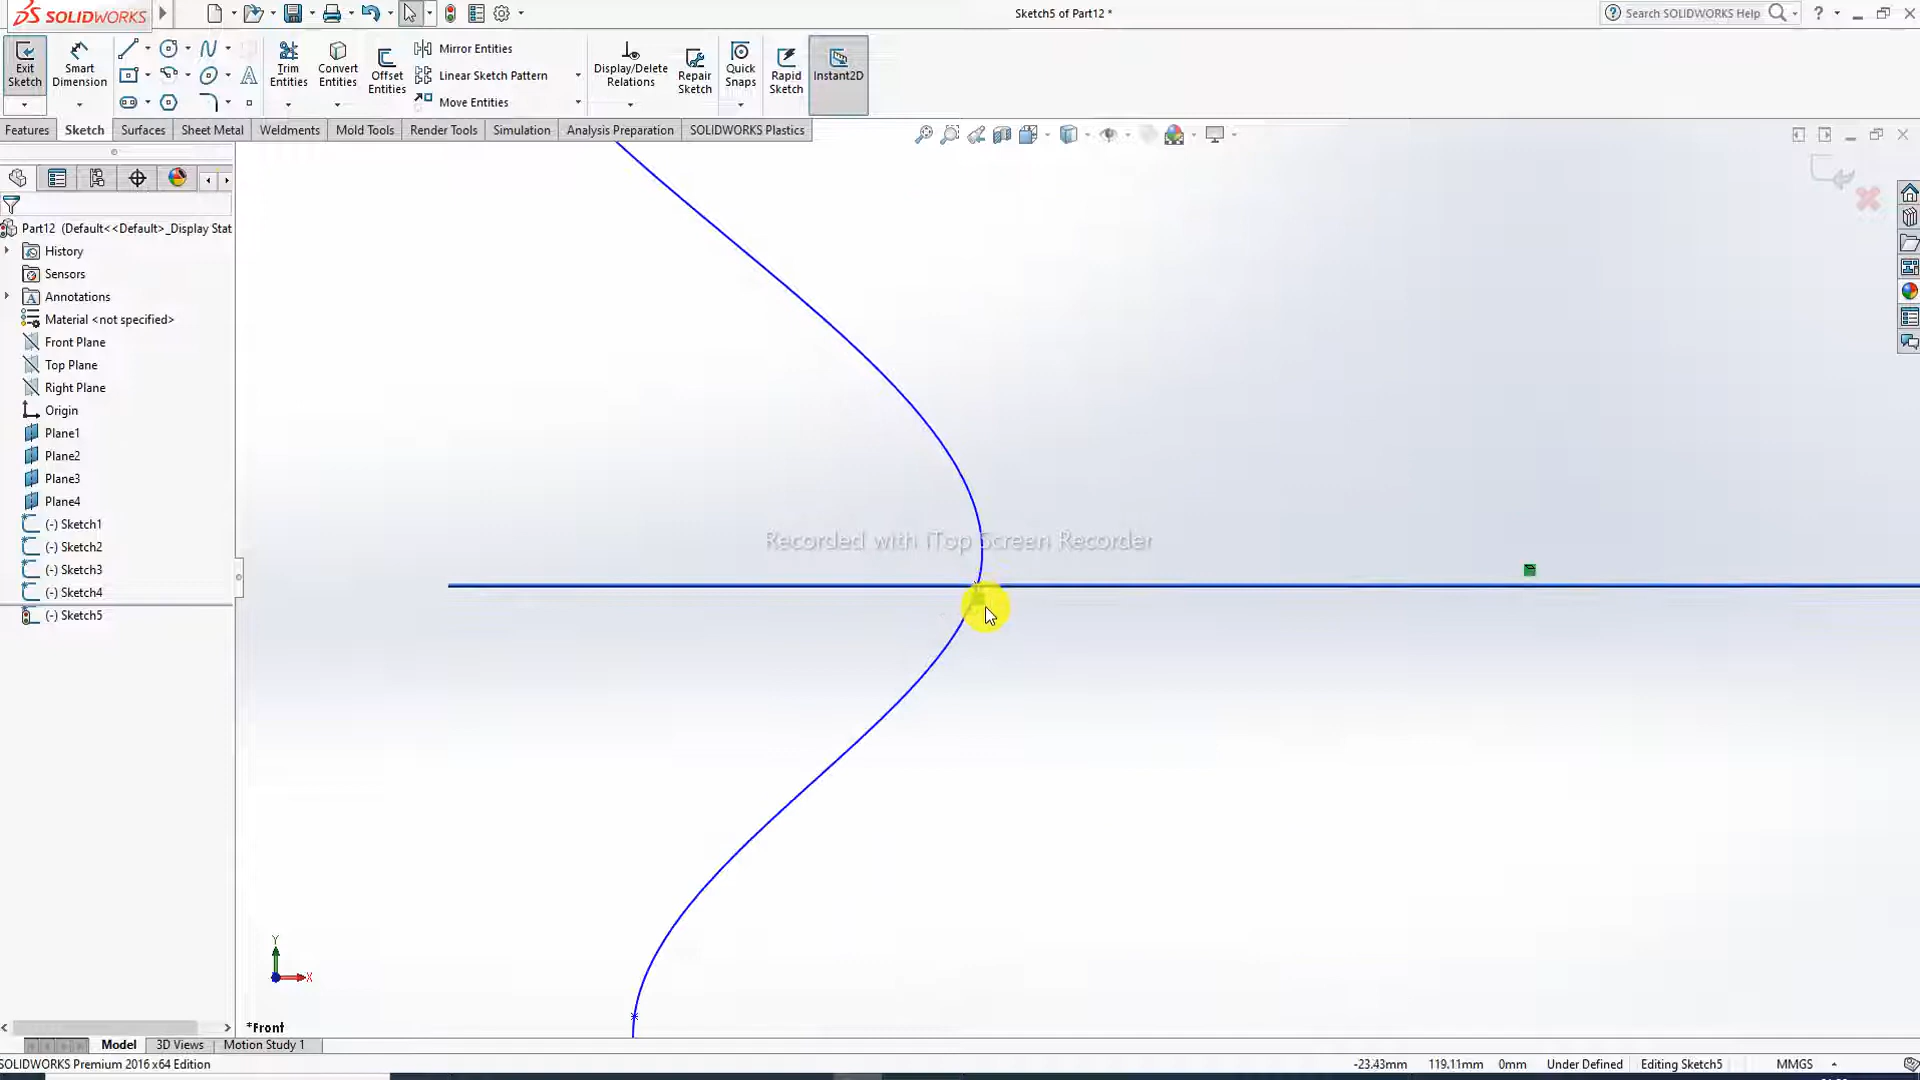 SOLIDWORKS
Sketch5 of Part12 *
Search SOLIDWORKS Help
?
Exit Sketch
Smart Dimension
Trim Entities
Convert Entities
Offset Entities
Mirror Entities
Linear Sketch Pattern
Move Entities
Display/Delete Relations
Repair Sketch
Quick Snaps
Rapid Sketch
Instant2D
Features
Sketch
Surfaces
Sheet Metal
Weldments
Mold Tools
Render Tools
Simulation
Analysis Preparation
SOLIDWORKS Plastics
Part12 (Default<<Default>_Display Stat
History
Sensors
Annotations
Material <not specified>
Front Plane
Top Plane
Right Plane
Origin
Plane1
Plane2
Plane3
Plane4
(-) Sketch1
(-) Sketch2
(-) Sketch3
(-) Sketch4
(-) Sketch5
Recorded with iTop Screen Recorder
Y
X
*Front
Model
3D Views
Motion Study 1
SOLIDWORKS Premium 2016 x64 Edition
-23.43mm
119.11mm
0mm
Under Defined
Editing Sketch5
MMGS